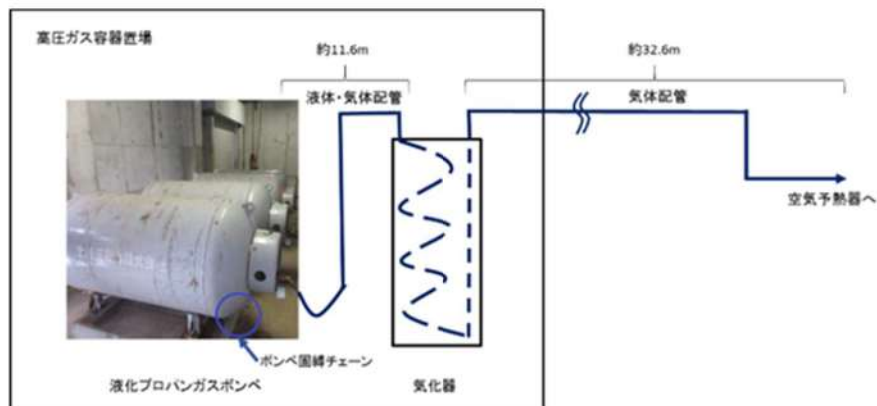 高圧ガス容器置場
約11.6m
約32.6m
液体・気体配管
気体配管
空気予熱器へ
ボンベ固縛チェーン
液化プロパンガスボンベ
気化器